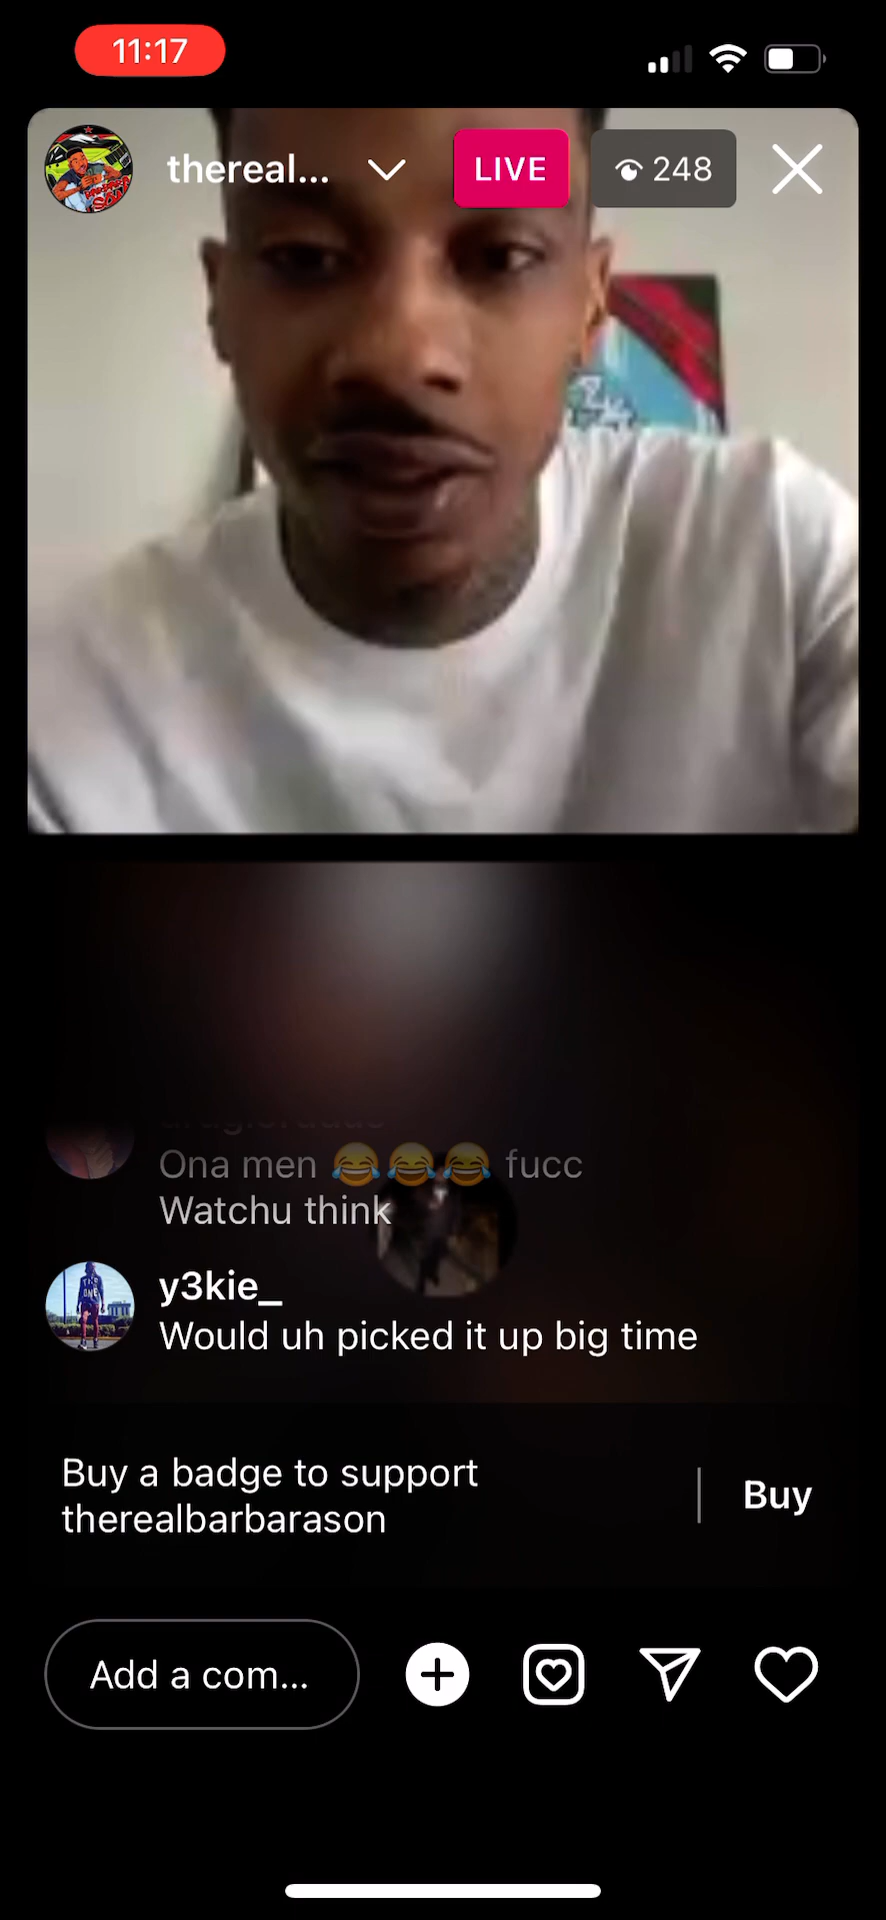 11:17
thereal...
LIVE
248
Ona men 😂😂😂 fucc
Watchu think
y3kie_
Would uh picked it up big time
Buy a badge to support
therealbarbarason
Buy
Add a com...